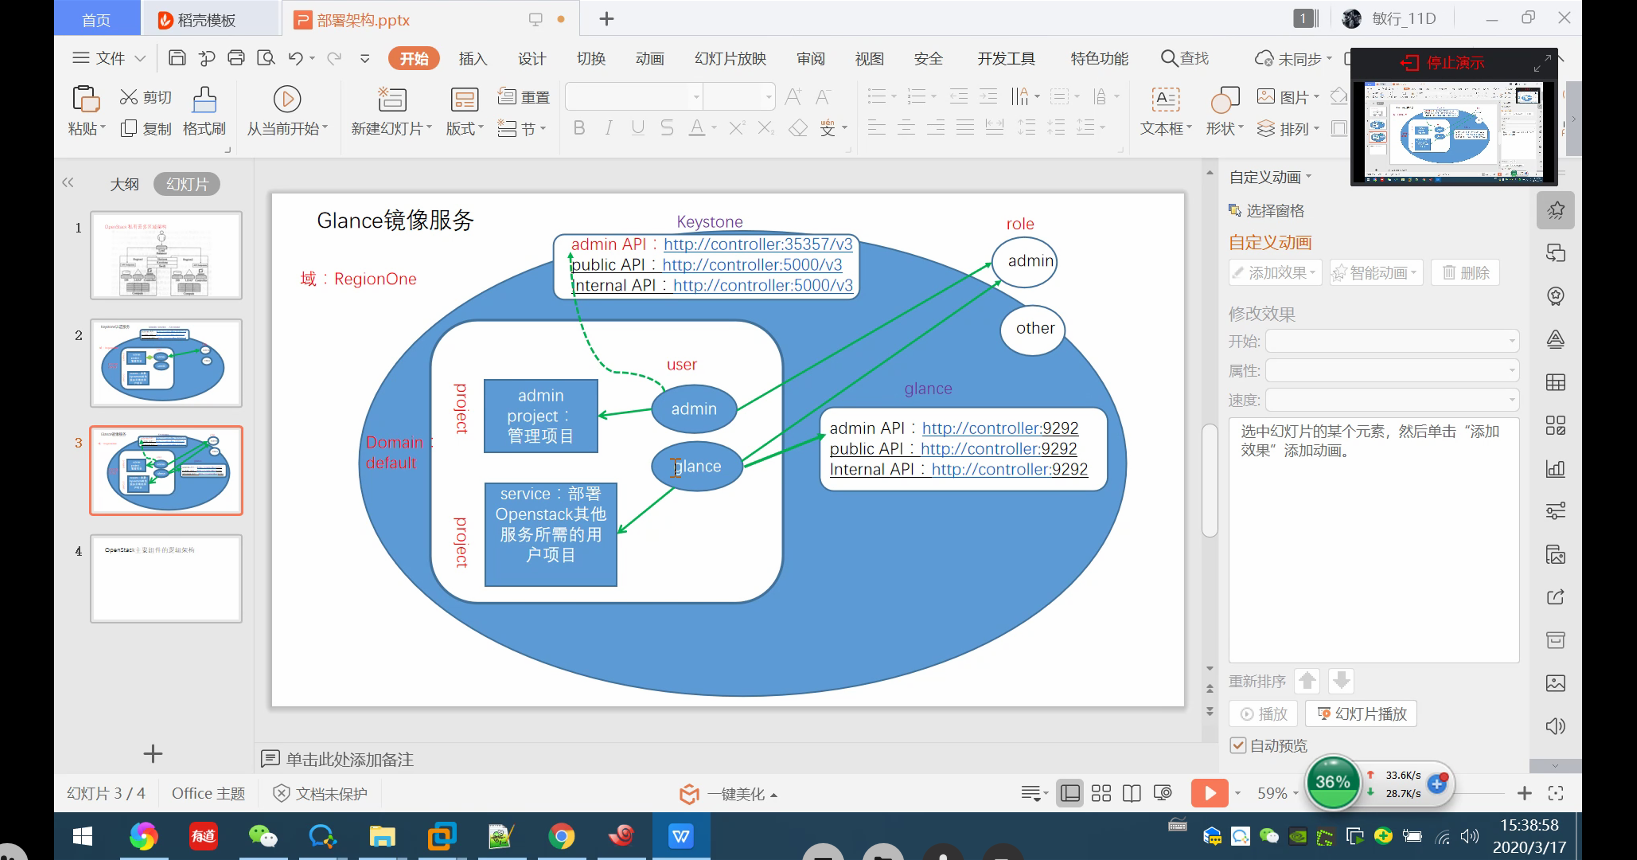 首页
稻壳模板
部署架构.pptx
1
敏行_11D
文件
开始
插入
设计
切换
动画
幻灯片放映
审阅
视图
安全
开发工具
特色功能
查找
未同步
停止演示
粘贴
剪切
复制
格式刷
从当前开始
新建幻灯片
版式
重置
节
B I U S A X² X₂
文本框
形状
图片
排列
大纲
幻灯片
1
2
3
4
Glance镜像服务
域：RegionOne
Keystone
admin API：http://controller:35357/v3
public API：http://controller:5000/v3
Internal API：http://controller:5000/v3
role
admin
other
user
project
admin
project：
管理项目
admin
glance
Domain：
default
glance
admin API：http://controller:9292
public API：http://controller:9292
Internal API：http://controller:9292
project
service：部署
Openstack其他
服务所需的用
户项目
自定义动画
选择窗格
自定义动画
添加效果
智能动画
删除
修改效果
开始:
属性:
速度:
选中幻灯片的某个元素，然后单击“添加
效果”添加动画。
重新排序
播放
幻灯片播放
自动预览
单击此处添加备注
幻灯片 3 / 4
Office 主题
文档未保护
一键美化
59%
36%
33.6K/s
28.7K/s
有道
15:38:58
2020/3/17